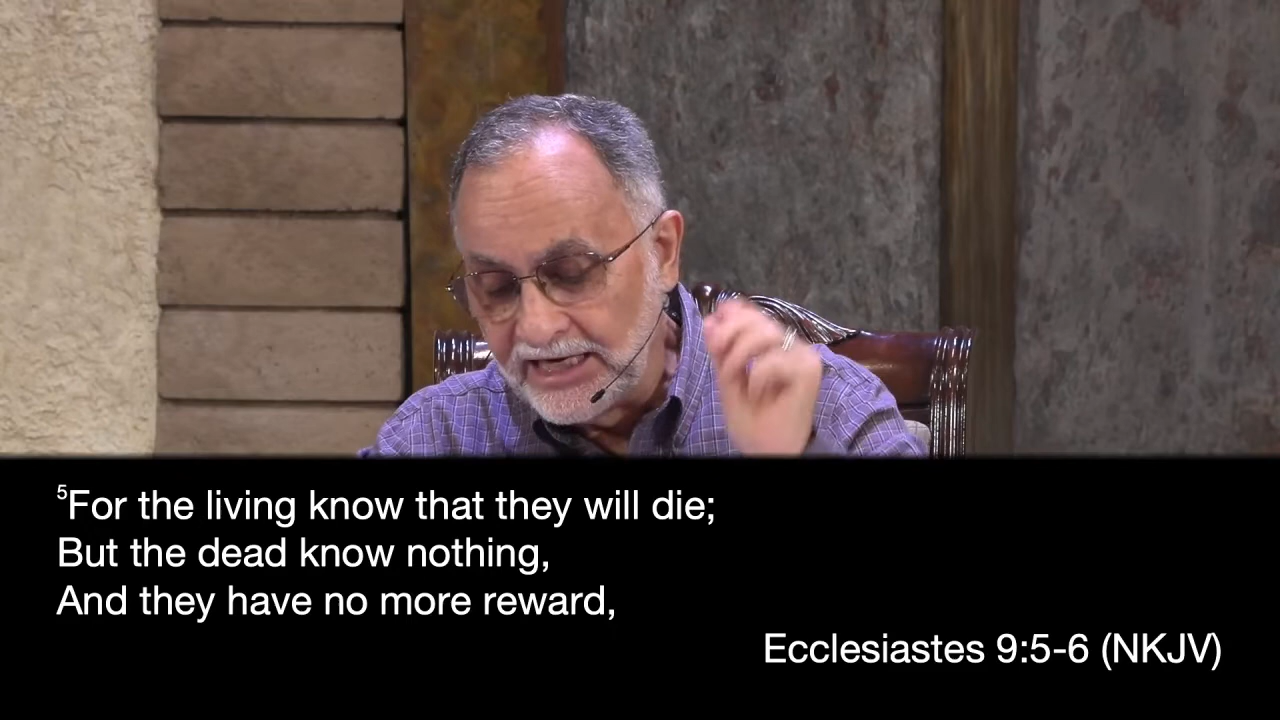 ⁵For the living know that they will die;
But the dead know nothing,
And they have no more reward,
Ecclesiastes 9:5-6 (NKJV)